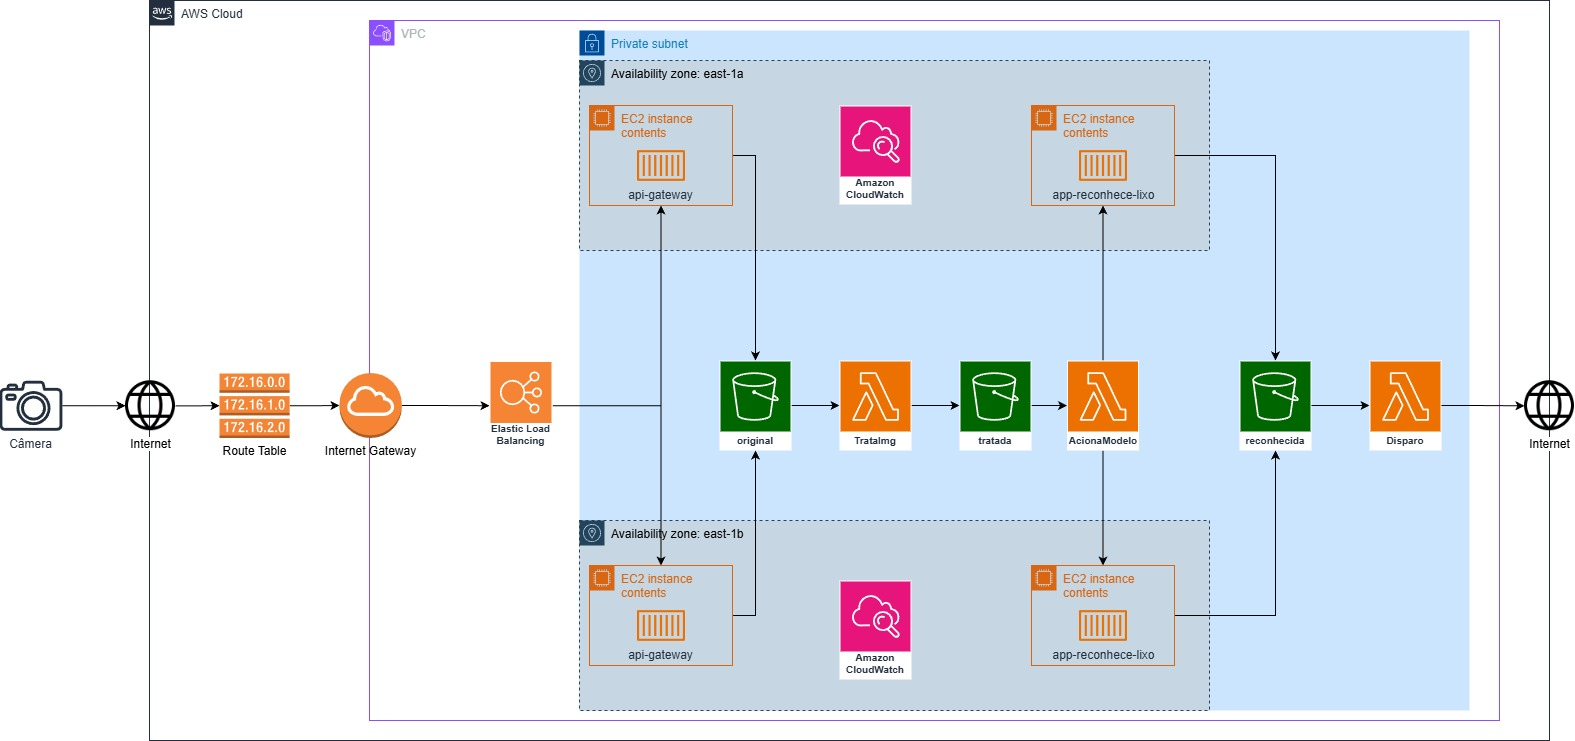 aws
AWS Cloud
VPC
Private subnet
Availability zone: east-1a
EC2 instance
contents
api-gateway
Amazon
CloudWatch
EC2 instance
contents
app-reconhece-lixo
Câmera
Internet
172.16.0.0
172.16.1.0
172.16.2.0
Route Table
Internet Gateway
Elastic Load
Balancing
original
TrataImg
tratada
AcionaModelo
reconhecida
Disparo
Internet
Availability zone: east-1b
EC2 instance
contents
api-gateway
Amazon
CloudWatch
EC2 instance
contents
app-reconhece-lixo